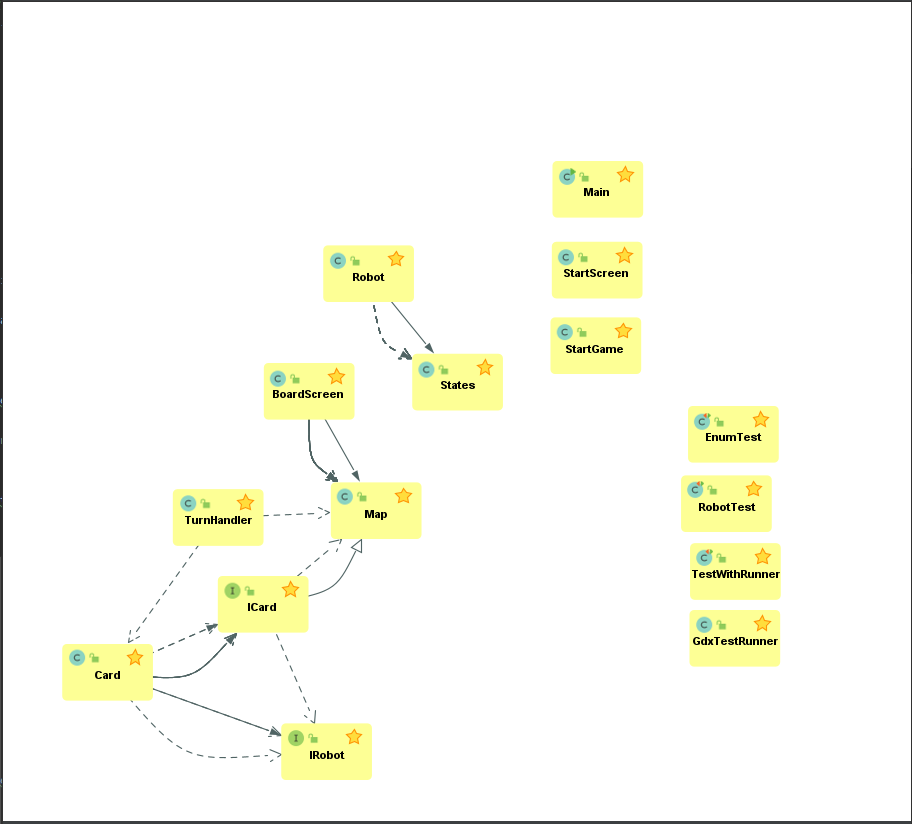 Main
Robot
StartScreen
StartGame
States
BoardScreen
EnumTest
Map
TurnHandler
RobotTest
TestWithRunner
ICard
GdxTestRunner
Card
IRobot